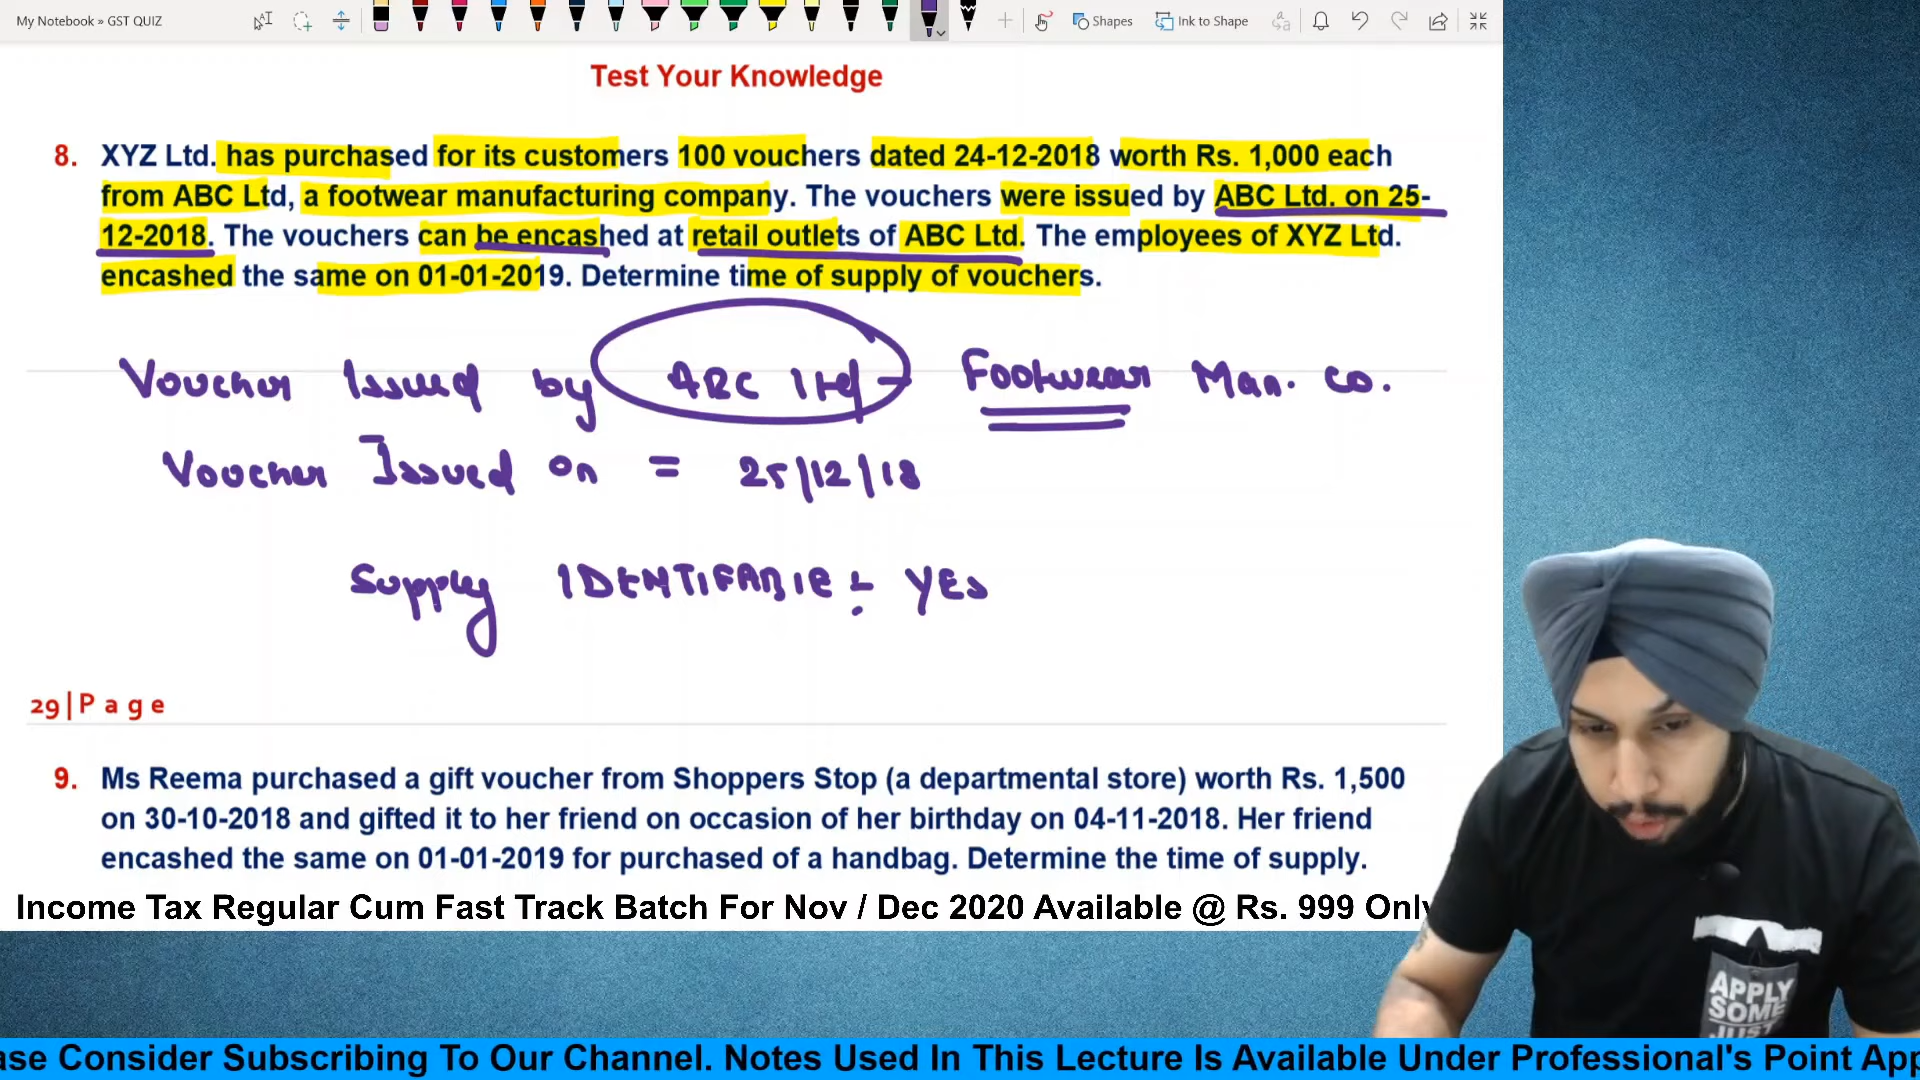 My Notebook » GST QUIZ
Shapes
Ink to Shape
Test Your Knowledge
8. XYZ Ltd. has purchased for its customers 100 vouchers dated 24-12-2018 worth Rs. 1,000 each
from ABC Ltd, a footwear manufacturing company. The vouchers were issued by ABC Ltd. on 25-
12-2018. The vouchers can be encashed at retail outlets of ABC Ltd. The employees of XYZ Ltd.
encashed the same on 01-01-2019. Determine time of supply of vouchers.
Voucher Issued by ABC Ltd - Footwear Man. Co.
Voucher Issued on = 25/12/18
Supply IDENTIFABIE :- YES
29|Page
9. Ms Reema purchased a gift voucher from Shoppers Stop (a departmental store) worth Rs. 1,500
on 30-10-2018 and gifted it to her friend on occasion of her birthday on 04-11-2018. Her friend
encashed the same on 01-01-2019 for purchased of a handbag. Determine the time of supply.
Income Tax Regular Cum Fast Track Batch For Nov / Dec 2020 Available @ Rs. 999 Only
APPLY
SOME
JUST
ase Consider Subscribing To Our Channel. Notes Used In This Lecture Is Available Under Professional's Point App